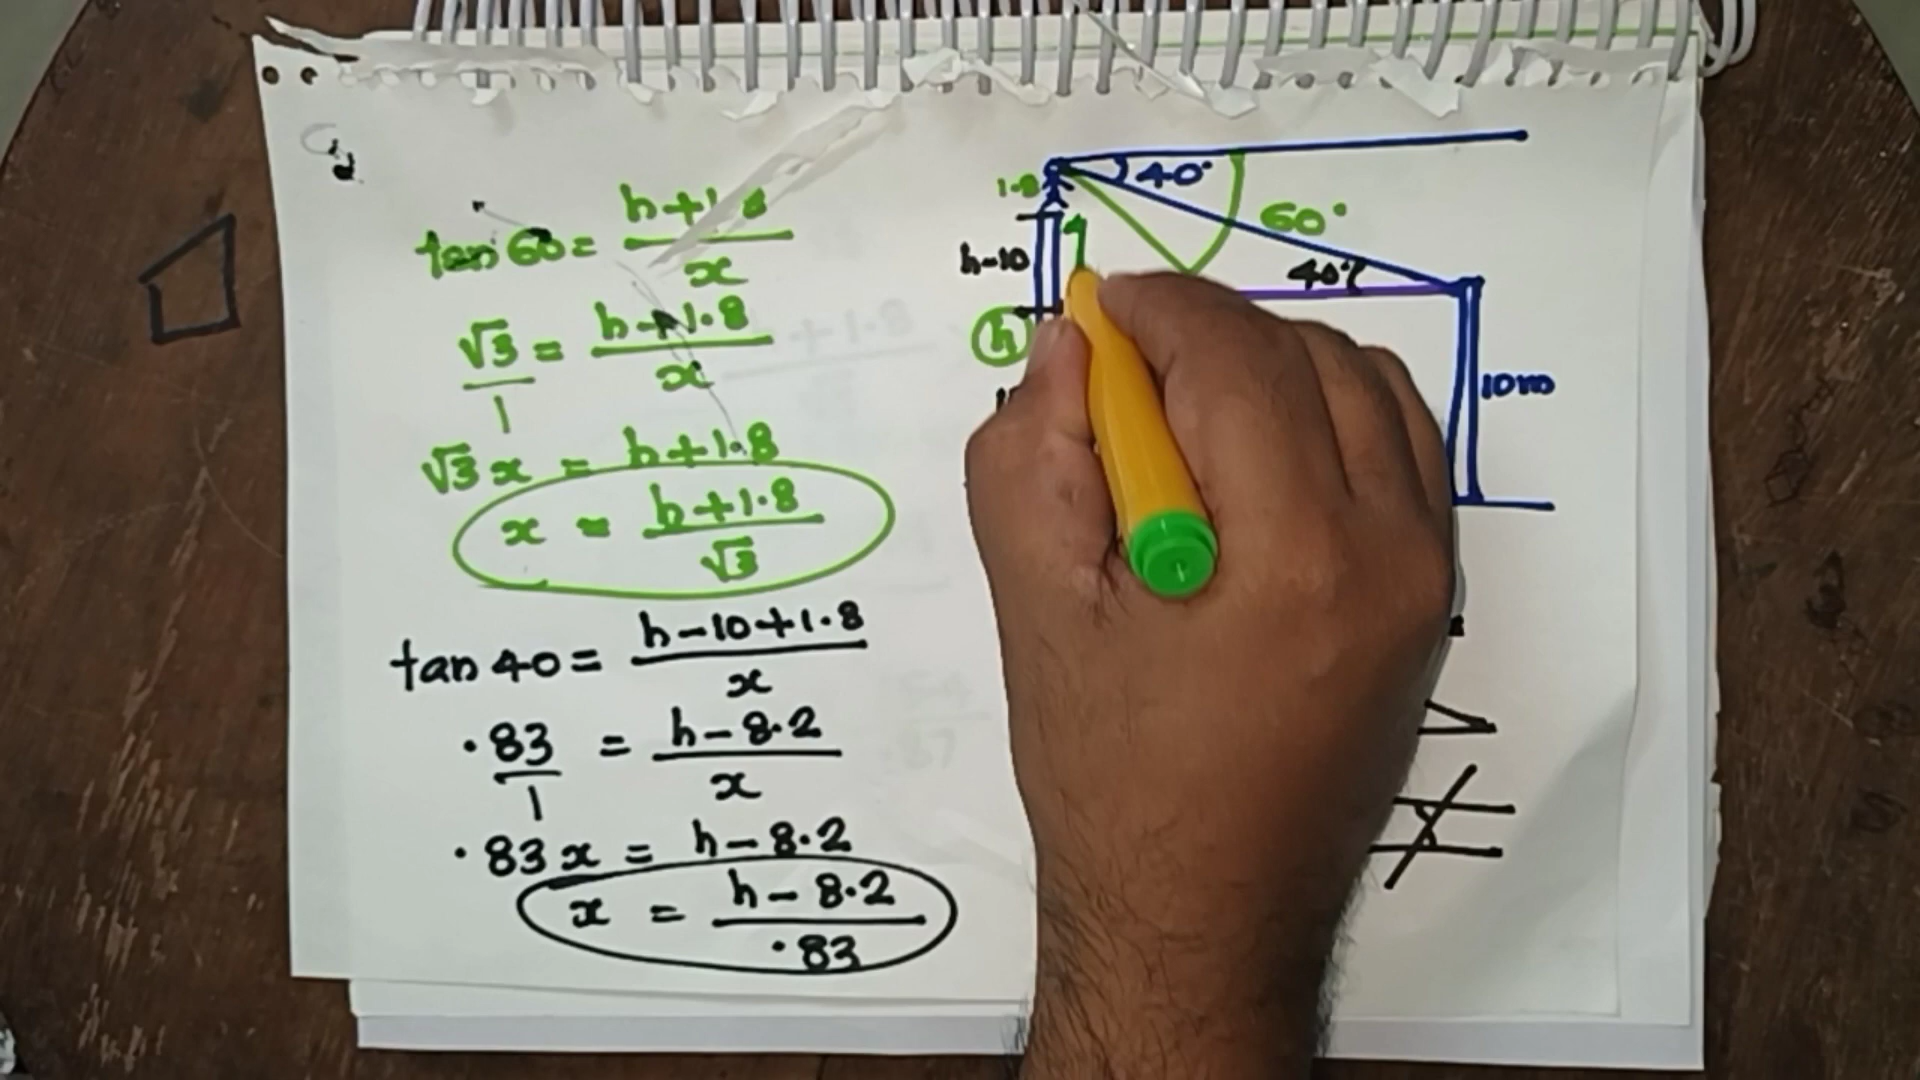 tan 60 = h+1.8
x
√3 = h+1.8
1 x
√3 x = h+1.8
x = h+1.8
√3
tan 40 = h-10+1.8
x
.83 = h-8.2
1 x
.83 x = h-8.2
x = h-8.2
.83
40°
1.8
60°
h-10
40°
h
10m